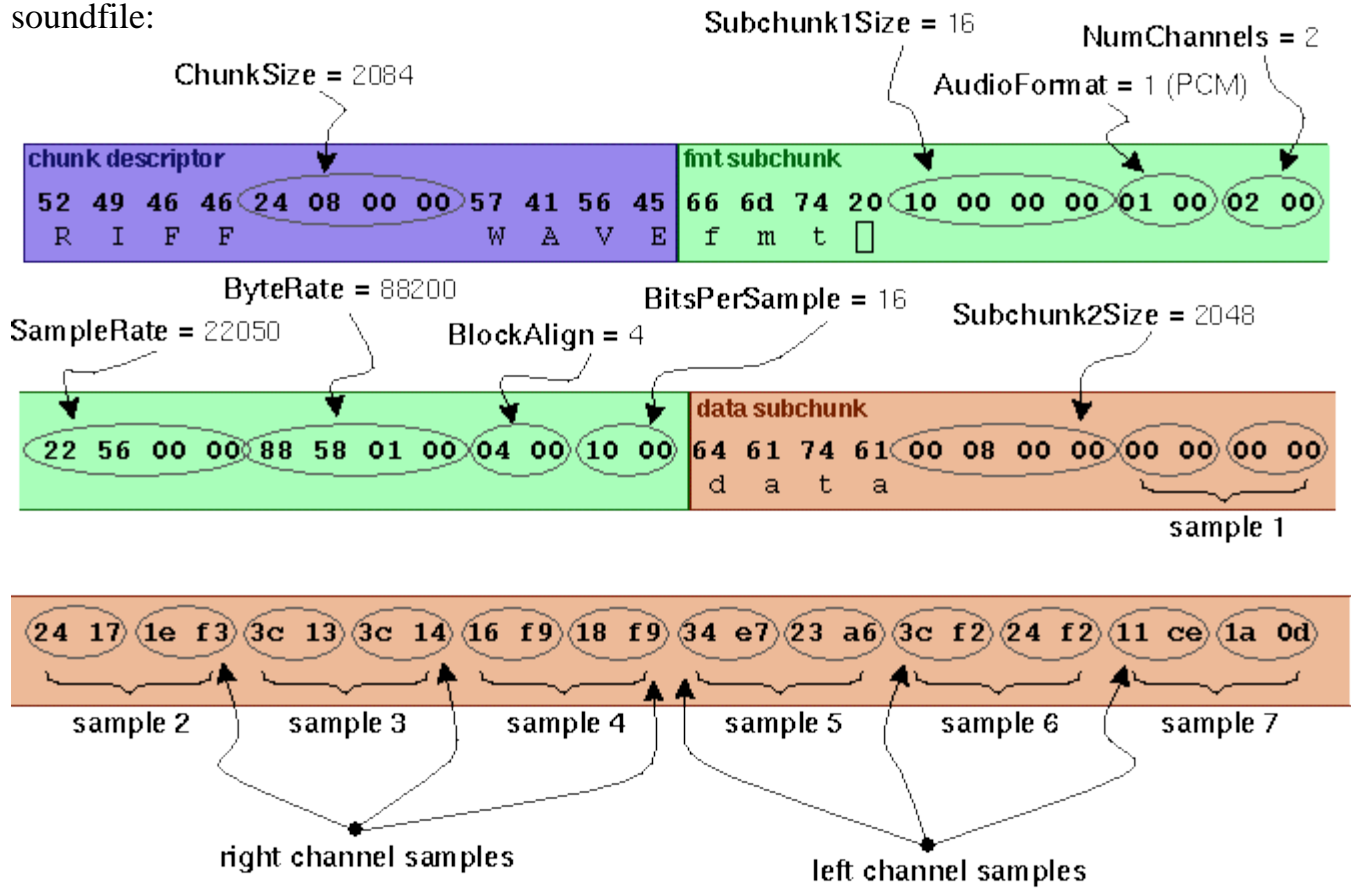 soundfile:
Subchunk1Size = 16
NumChannels = 2
ChunkSize = 2084
AudioFormat = 1 (PCM)
chunk descriptor
fmt subchunk
52 49 46 46 24 08 00 00 57 41 56 45 66 6d 74 20 10 00 00 00 01 00 02 00
R I F F W A V E f m t
ByteRate = 88200
BitsPerSample = 16
Subchunk2Size = 2048
SampleRate = 22050
BlockAlign = 4
data subchunk
22 56 00 00 88 58 01 00 04 00 10 00 64 61 74 61 00 08 00 00 00 00 00 00
d a t a
sample 1
24 17 1e f3 3c 13 3c 14 16 f9 18 f9 34 e7 23 a6 3c f2 24 f2 11 ce 1a 0d
sample 2 sample 3 sample 4 sample 5 sample 6 sample 7
right channel samples
left channel samples